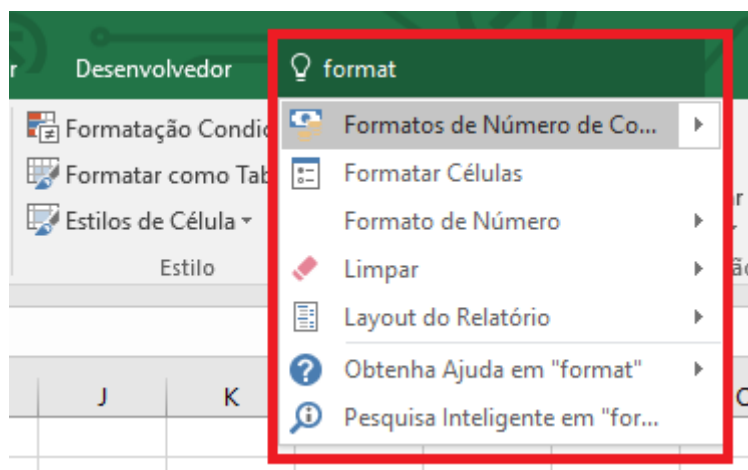 Desenvolvedor
format
Formatação Condic
Formatar como Tab
Estilos de Célula
Estilo
Formatos de Número de Co...
Formatar Células
Formato de Número
Limpar
Layout do Relatório
Obtenha Ajuda em "format"
Pesquisa Inteligente em "for...
J
K